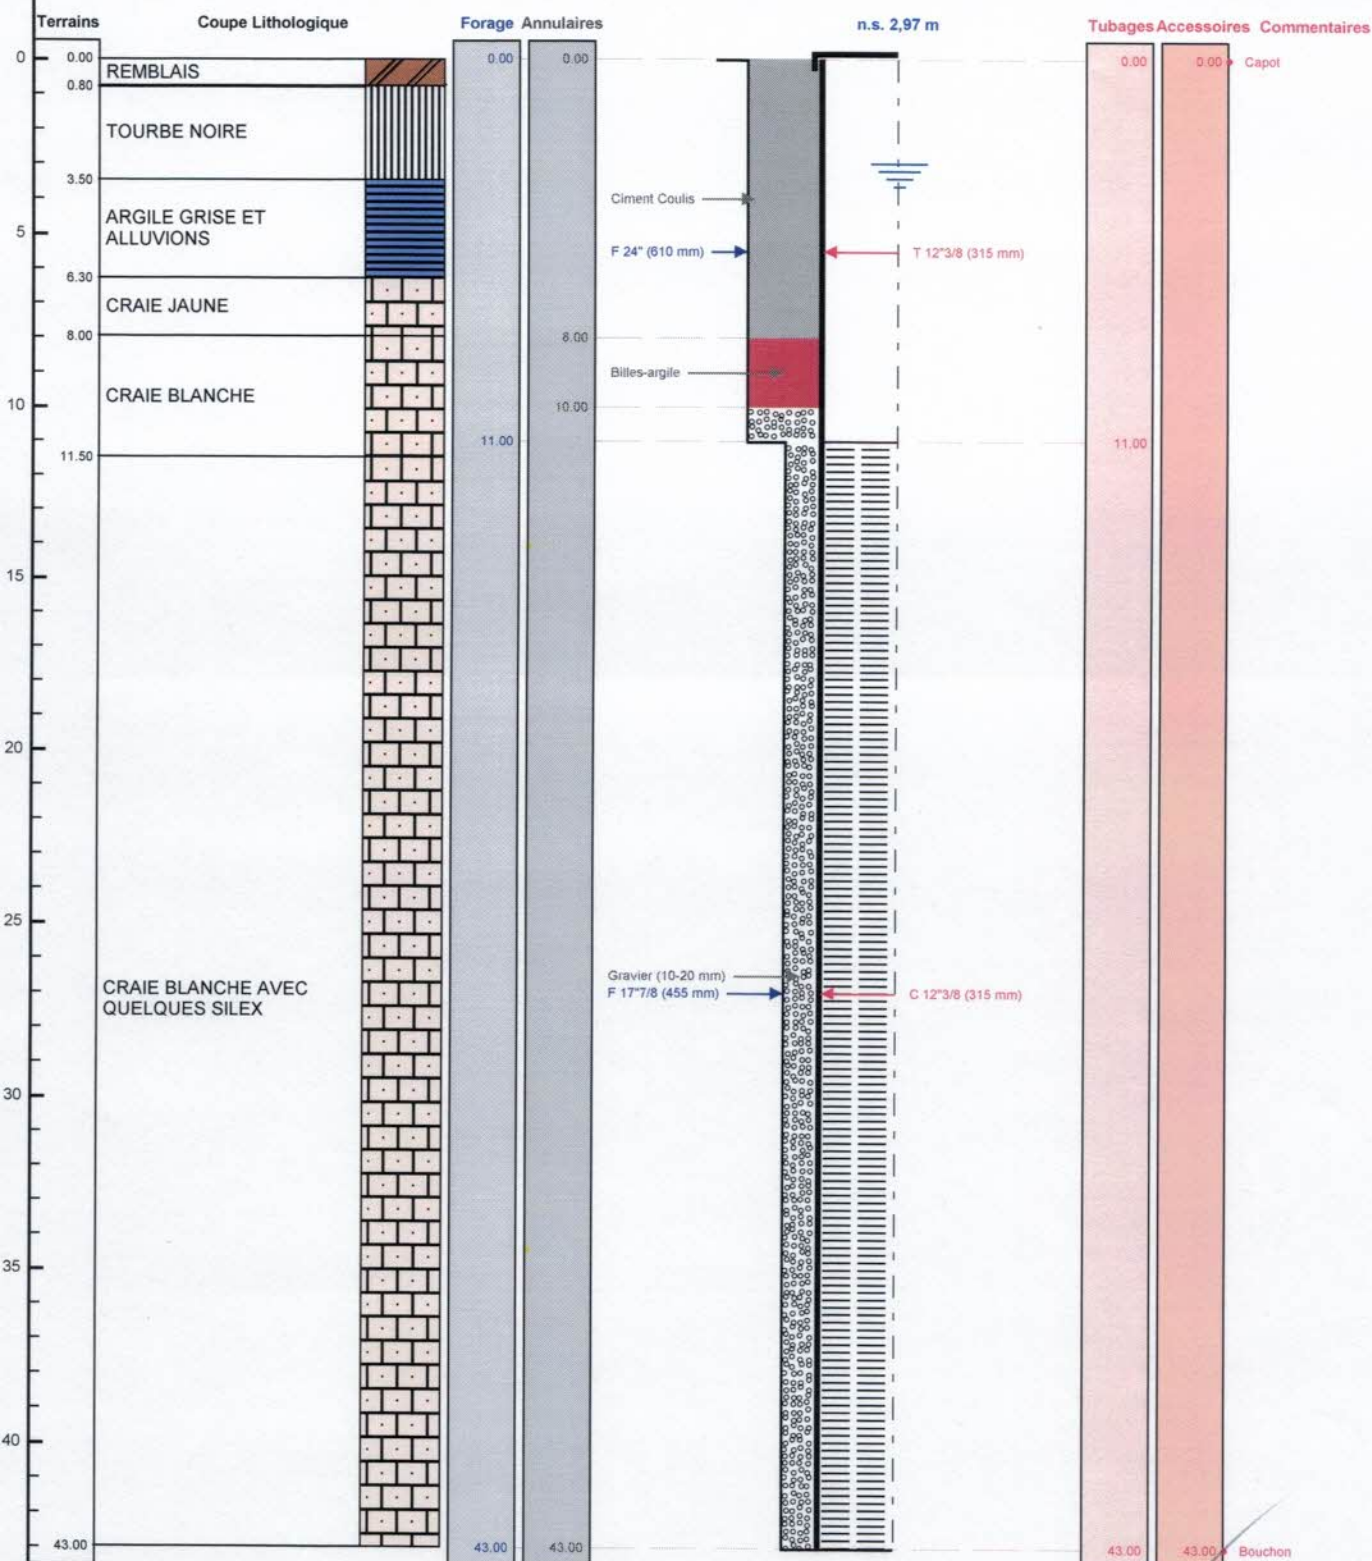 Terrains Coupe Lithologique Forage Annulaires n.s. 2,97 m Tubages Accessoires Commentaires
0 0.00 0.00 0.00 0.00 0.00 Capot
REMBLAIS
0.80
TOURBE NOIRE
3.50
Ciment Coulis
ARGILE GRISE ET
ALLUVIONS
5
F 24" (610 mm) T 12"3/8 (315 mm)
6.30
CRAIE JAUNE
8.00 8.00
Billes-argile
CRAIE BLANCHE
10 10.00
11.00 11.00
11.50
15
20
25
Gravier (10-20 mm)
CRAIE BLANCHE AVEC
QUELQUES SILEX
F 17"7/8 (455 mm) C 12"3/8 (315 mm)
30
35
40
43.00 43.00 43.00 43.00 43.00 Bouchon